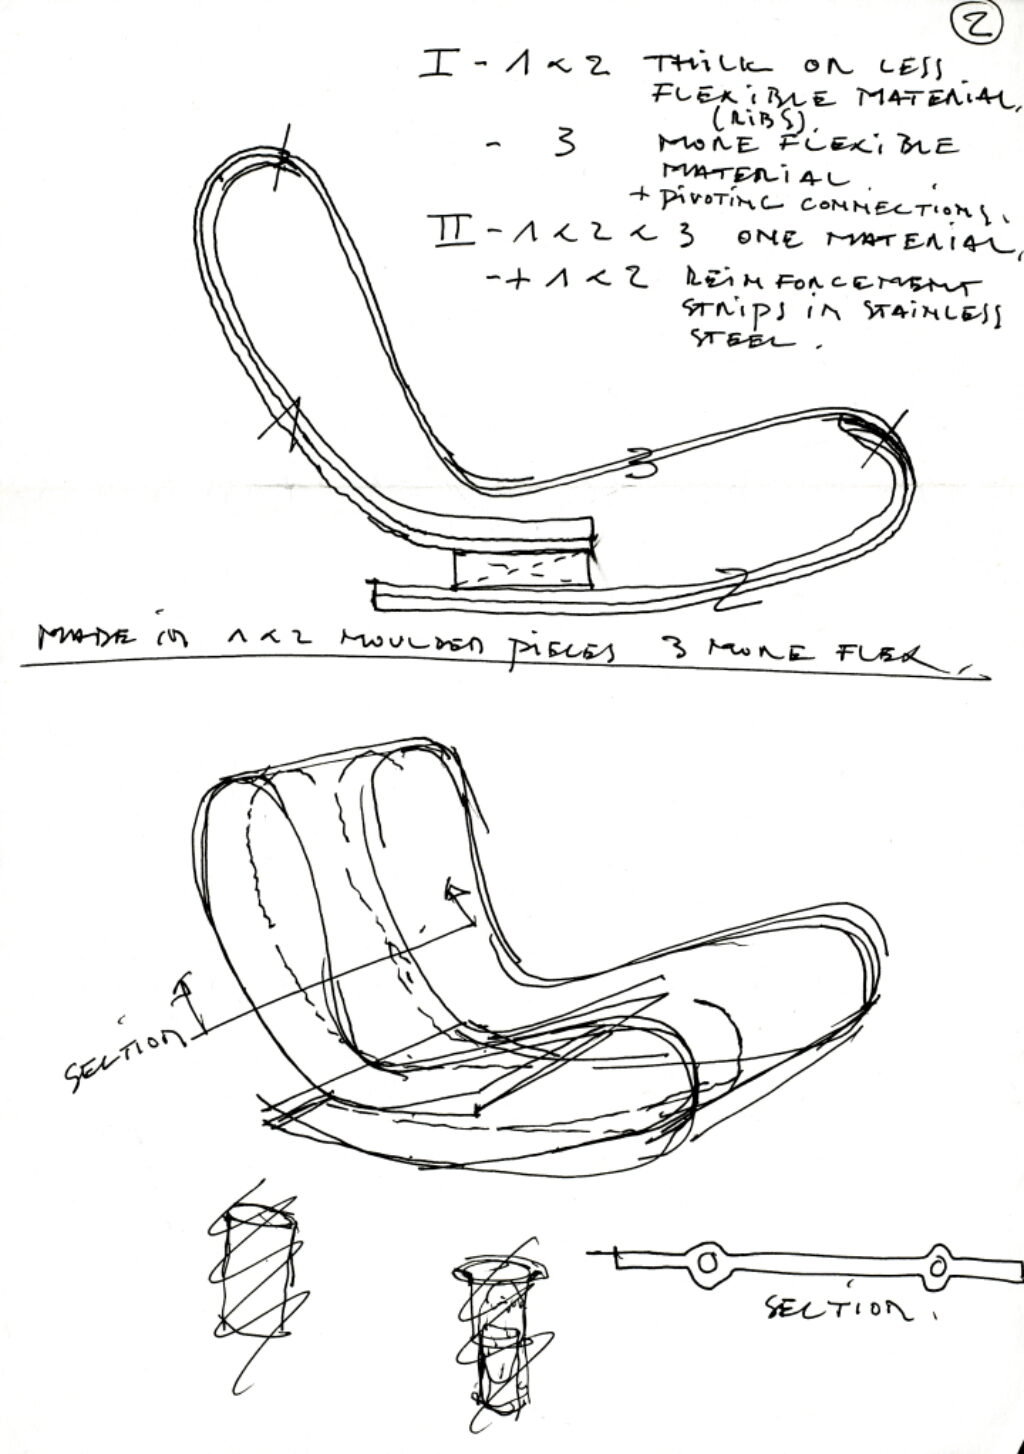 2
I - 1 < 2 THICK OR LESS
FLEXIBLE MATERIAL,
(RIBS).
- 3 MORE FLEXIBLE
MATERIAL
+ PIVOTING CONNECTIONS.
II - 1 < 2 < 3 ONE MATERIAL,
- + 1 < 2 REINFORCEMENT
STRIPS IN STAINLESS
STEEL.
1
3
2
MADE IN 1 < 2 MOULDED PIECES 3 MORE FLEX.
SECTION
SECTION.